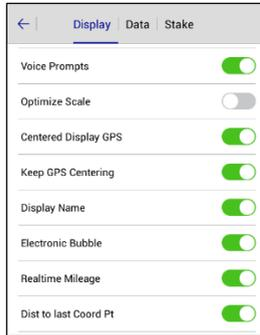 Display Data Stake
Voice Prompts
Optimize Scale
Centered Display GPS
Keep GPS Centering
Display Name
Electronic Bubble
Realtime Mileage
Dist to last Coord Pt